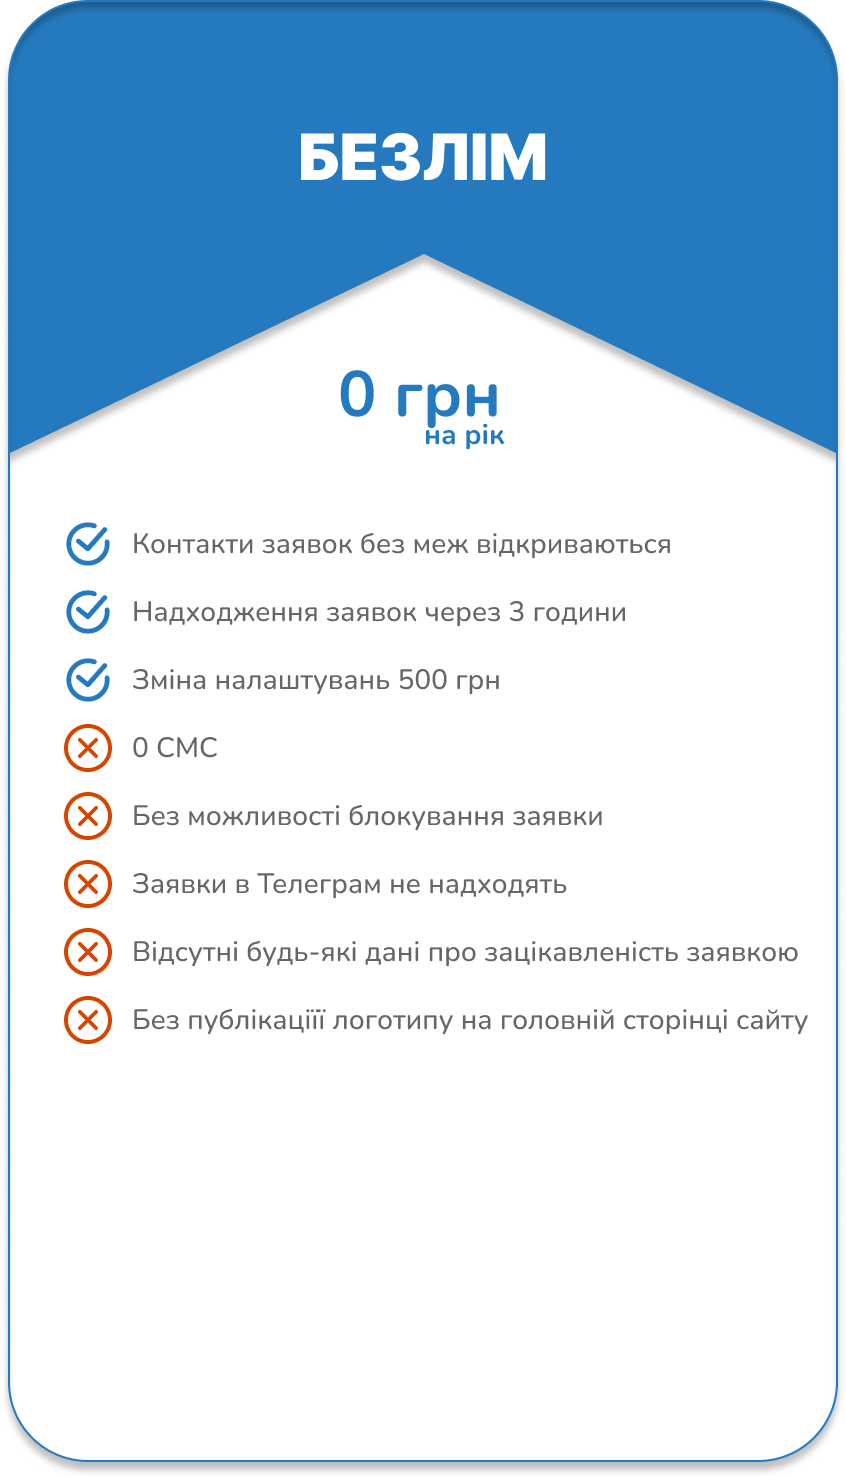 БЕЗЛІМ
0 грн
на рік
Контакти заявок без меж відкриваються
Надходження заявок через 3 години
Зміна налаштувань 500 грн
0 СМС
Без можливості блокування заявки
Заявки в Телеграм не надходять
Відсутні будь-які дані про зацікавленість заявкою
Без публікаціїї логотипу на головній сторінці сайту